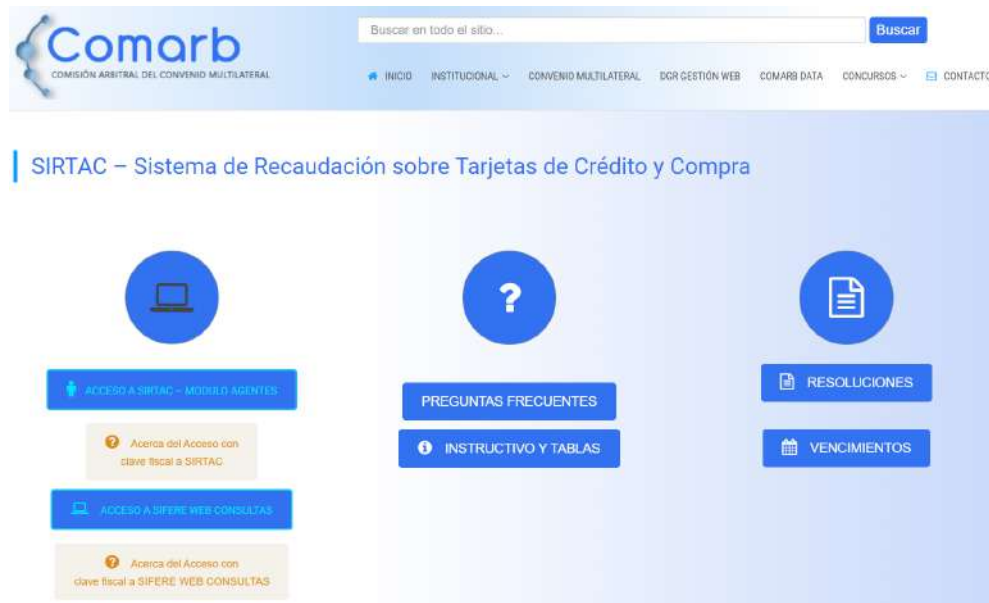 Comarb
COMISIÓN ARBITRAL DEL CONVENIO MULTILATERAL
Buscar en todo el sitio...
Buscar
INICIO INSTITUCIONAL CONVENIO MULTILATERAL DGR GESTIÓN WEB COMARB DATA CONCURSOS CONTACTO
SIRTAC – Sistema de Recaudación sobre Tarjetas de Crédito y Compra
?
ACCESO A SIRTAC – MODULO AGENTES
Acerca del Acceso con
clave fiscal a SIRTAC
ACCESO A SIFERE WEB CONSULTAS
Acerca del Acceso con
clave fiscal a SIFERE WEB CONSULTAS
PREGUNTAS FRECUENTES
INSTRUCTIVO Y TABLAS
RESOLUCIONES
VENCIMIENTOS